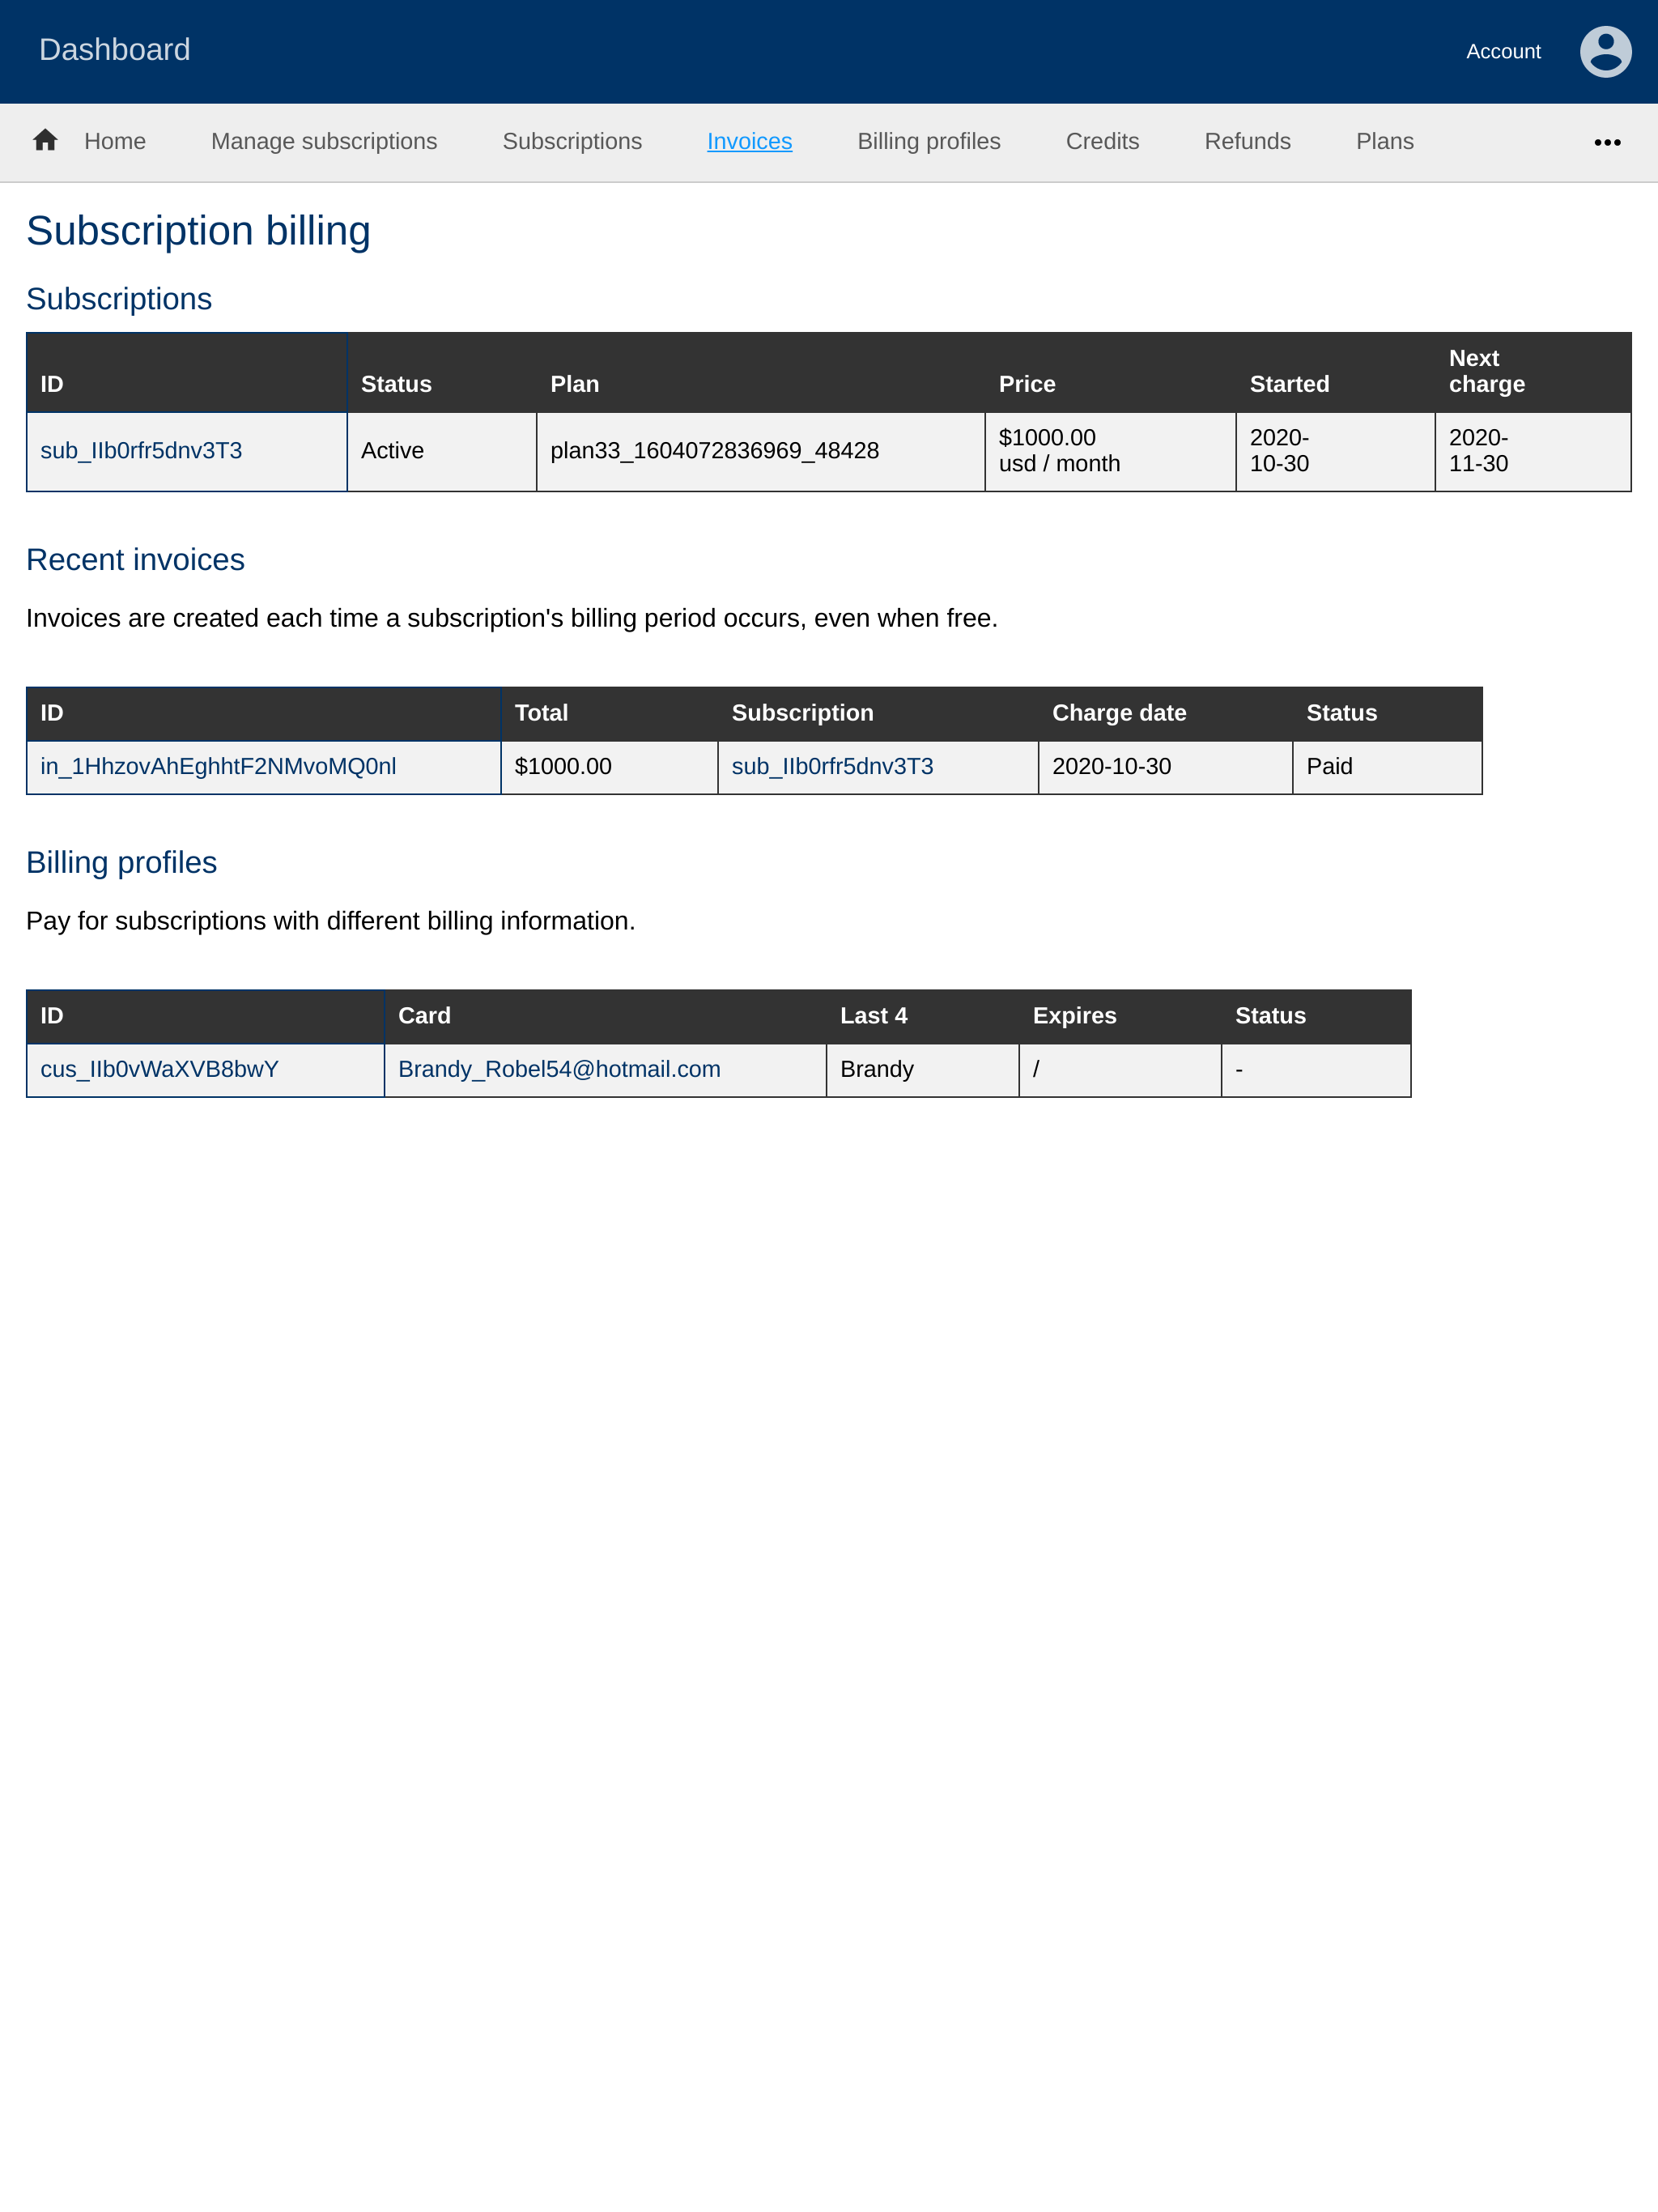 Dashboard Account
Home Manage subscriptions Subscriptions Invoices Billing profiles Credits Refunds Plans •••
Subscription billing
Subscriptions
ID Status Plan Price Started Next charge
sub_IIb0rfr5dnv3T3 Active plan33_1604072836969_48428 $1000.00 usd / month 2020-10-30 2020-11-30
Recent invoices
Invoices are created each time a subscription's billing period occurs, even when free.
ID Total Subscription Charge date Status
in_1HhzovAhEghhtF2NMvoMQ0nl $1000.00 sub_IIb0rfr5dnv3T3 2020-10-30 Paid
Billing profiles
Pay for subscriptions with different billing information.
ID Card Last 4 Expires Status
cus_IIb0vWaXVB8bwY Brandy_Robel54@hotmail.com Brandy / -